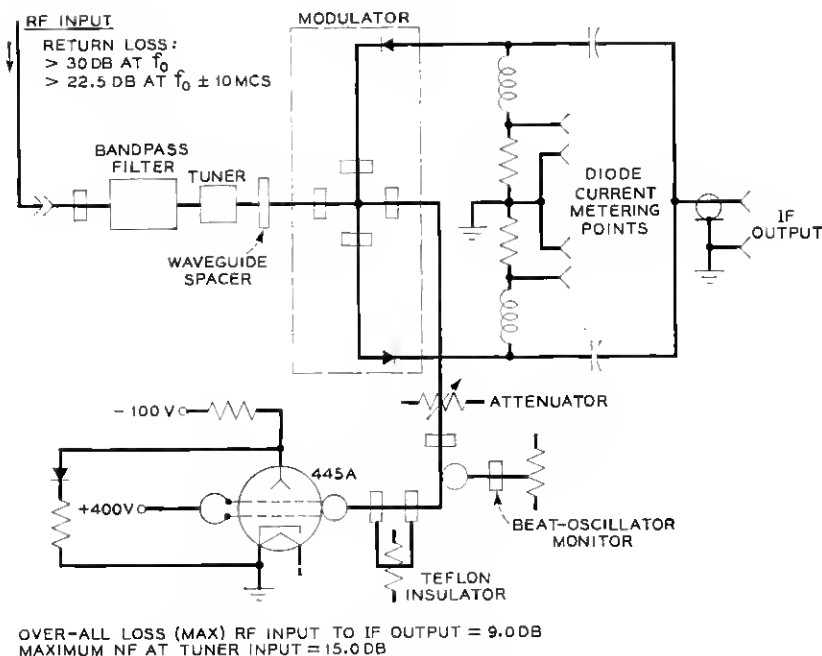 RF INPUT
RETURN LOSS:
> 30 DB AT f₀
> 22.5 DB AT f₀ ± 10 MCS
MODULATOR
BANDPASS
FILTER
TUNER
WAVEGUIDE
SPACER
DIODE
CURRENT
METERING
POINTS
IF
OUTPUT
ATTENUATOR
-100 V
445A
+400V
BEAT-OSCILLATOR
MONITOR
TEFLON
INSULATOR
OVER-ALL LOSS (MAX) RF INPUT TO IF OUTPUT = 9.0 DB
MAXIMUM NF AT TUNER INPUT = 15.0 DB